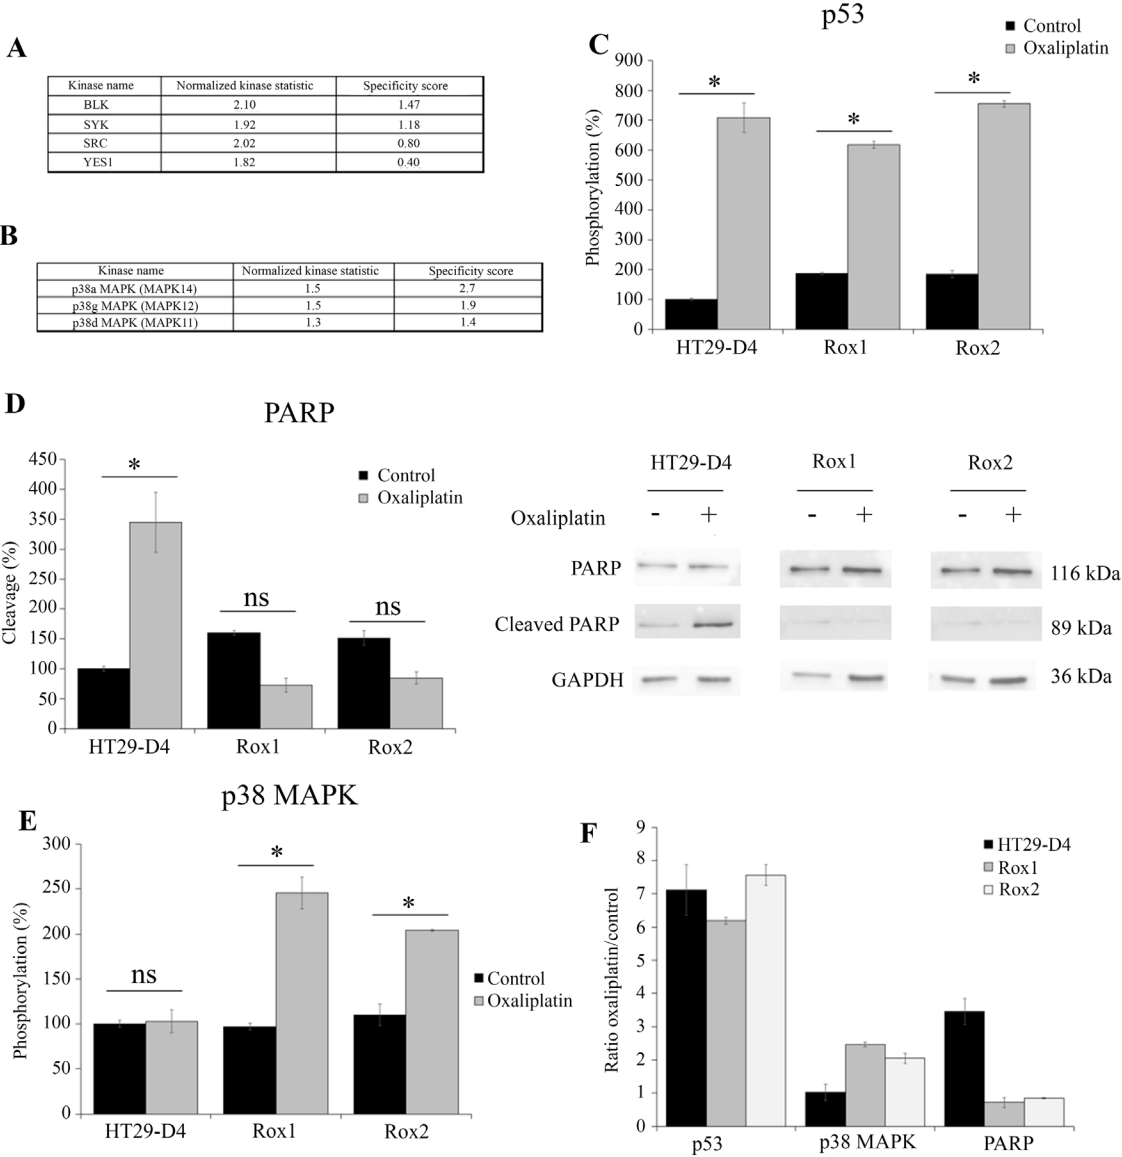 A
Kinase name Normalized kinase statistic Specificity score
BLK 2.10 1.47
SYK 1.92 1.18
SRC 2.02 0.80
YES1 1.82 0.40
B
Kinase name Normalized kinase statistic Specificity score
p38a MAPK (MAPK14) 1.5 2.7
p38g MAPK (MAPK12) 1.5 1.9
p38d MAPK (MAPK11) 1.3 1.4
C
p53
Control
Oxaliplatin
Phosphorylation (%)
900
800
700
600
500
400
300
200
100
0
* * *
HT29-D4 Rox1 Rox2
D
PARP
Control
Oxaliplatin
Cleavage (%)
450
400
350
300
250
200
150
100
50
0
* ns ns
HT29-D4 Rox1 Rox2
HT29-D4 Rox1 Rox2
Oxaliplatin - + - + - +
PARP 116 kDa
Cleaved PARP 89 kDa
GAPDH 36 kDa
E
p38 MAPK
Phosphorylation (%)
300
250
200
150
100
50
0
ns * *
Control
Oxaliplatin
HT29-D4 Rox1 Rox2
F
Ratio oxaliplatin/control
9
8
7
6
5
4
3
2
1
0
HT29-D4
Rox1
Rox2
p53 p38 MAPK PARP